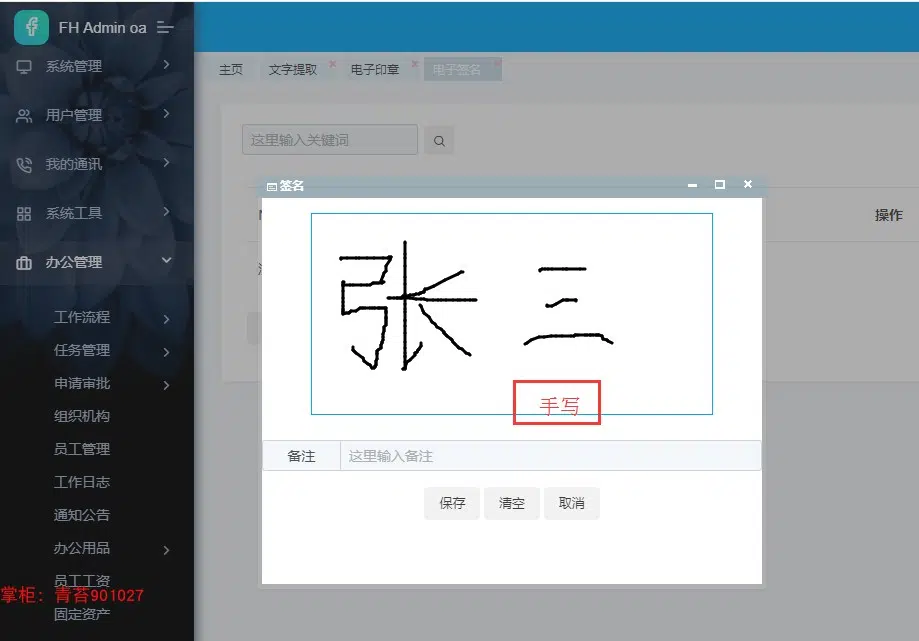 FH Admin oa
系统管理
用户管理
我的通讯
系统工具
办公管理
工作流程
任务管理
申请审批
组织机构
员工管理
工作日志
通知公告
办公用品
员工工资
掌柜：青苔901027
固定资产
主页 文字提取 电子印章 电子签名
这里输入关键词
操作
签名
张三
手写
备注 这里输入备注
保存 清空 取消